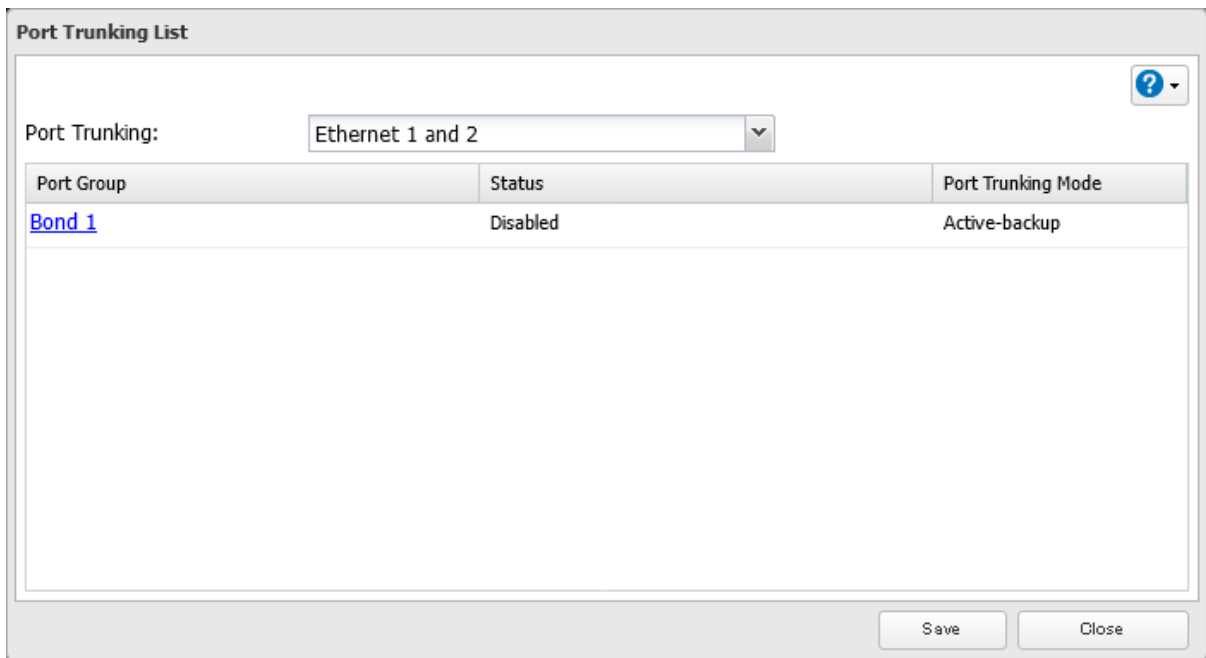 Port Trunking List
?
Port Trunking: Ethernet 1 and 2
Port Group Status Port Trunking Mode
Bond 1 Disabled Active-backup
Save Close